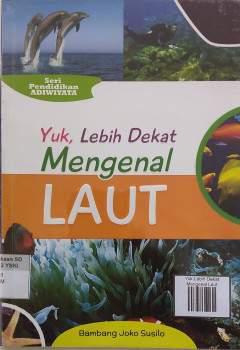 Seri
Pendidikan
ADIWIYATA
Yuk, Lebih Dekat
Mengenal
LAUT
Yuk,Lebih Dekat
Mengenal Laut
Bambang Joko Susilo